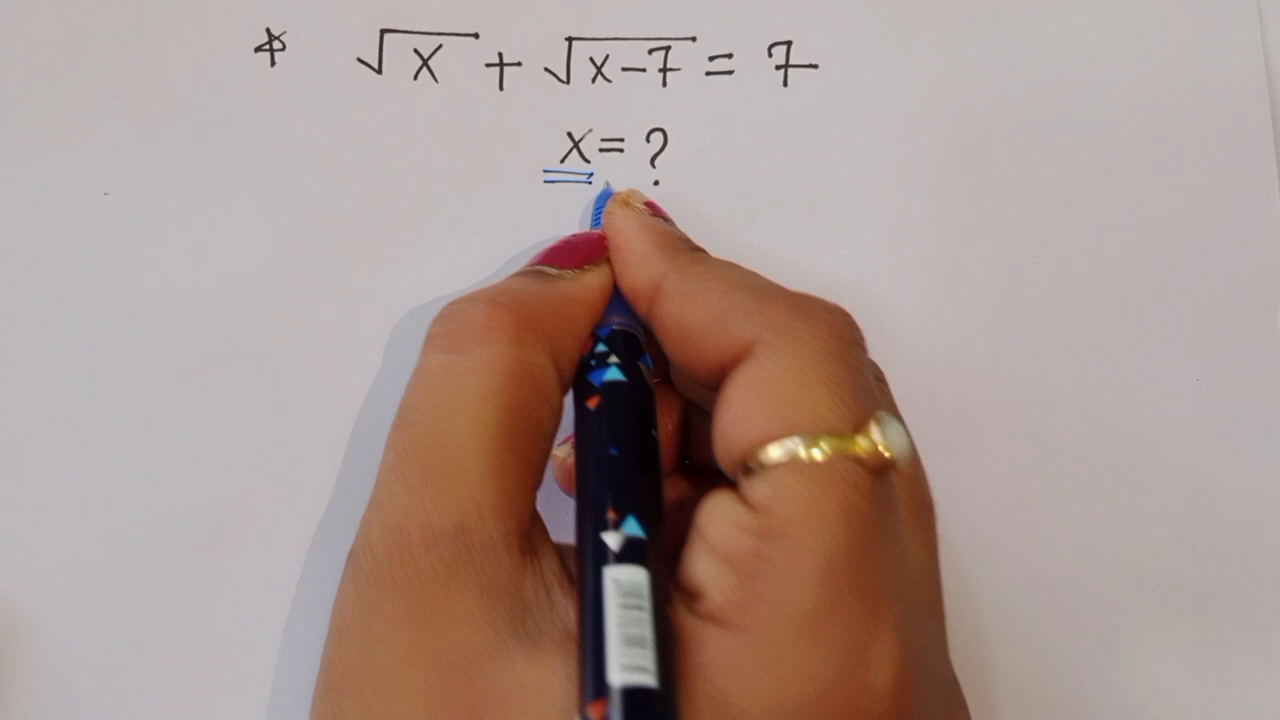 * √x + √x-7 = 7
x = ?